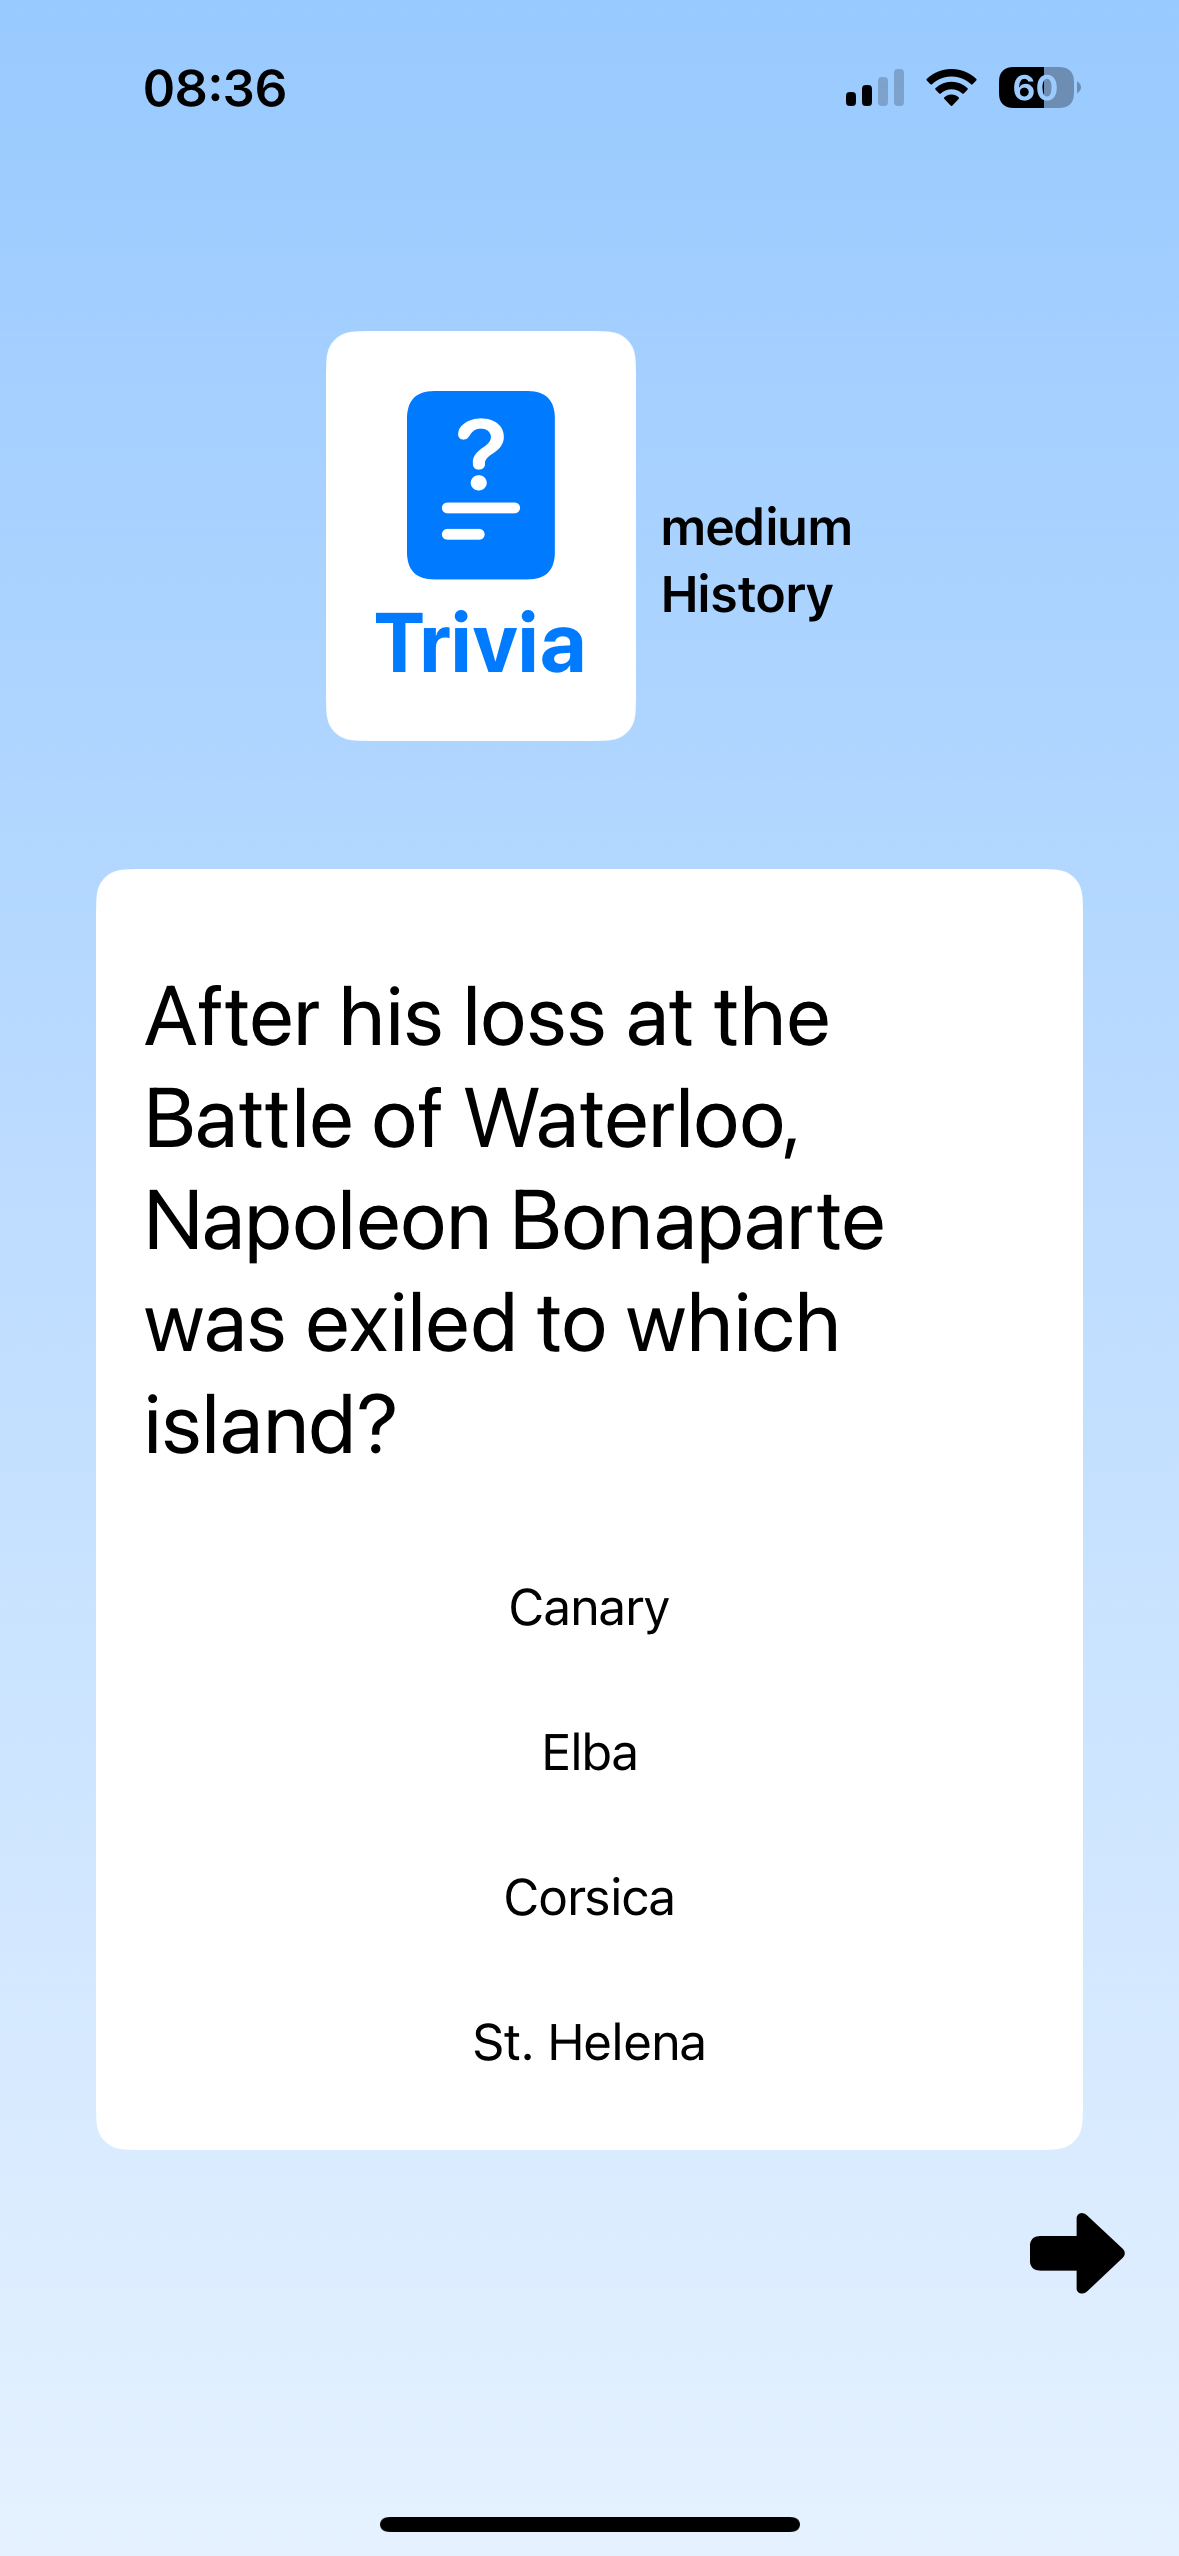 08:36
60
?
Trivia
medium
History
After his loss at the
Battle of Waterloo,
Napoleon Bonaparte
was exiled to which
island?
Canary
Elba
Corsica
St. Helena